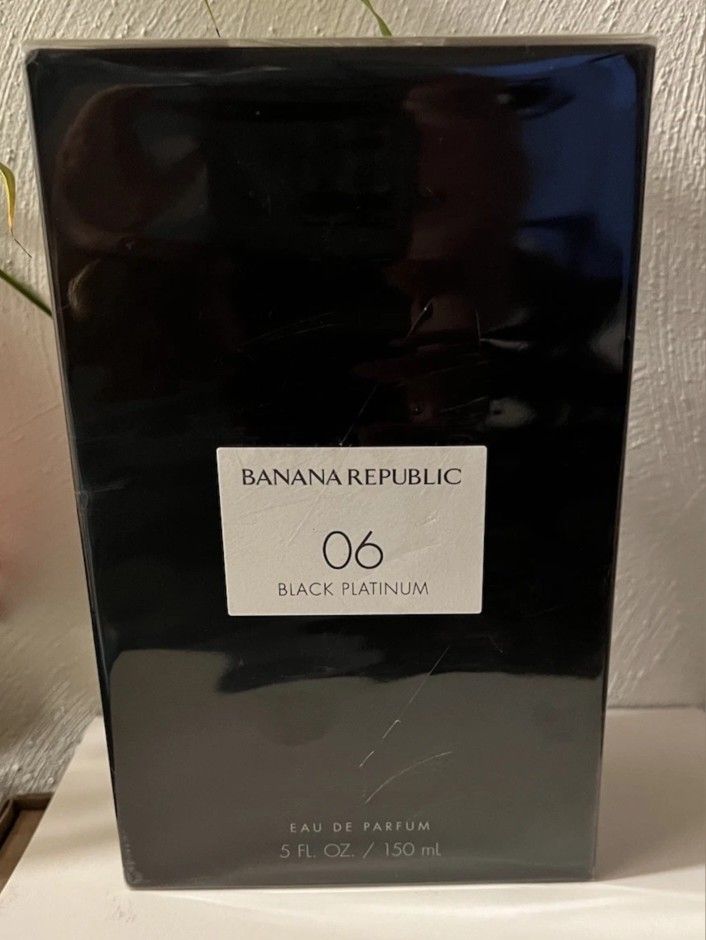 BANANA REPUBLIC
06
BLACK PLATINUM
EAU DE PARFUM
5 FL. OZ. / 150 mL